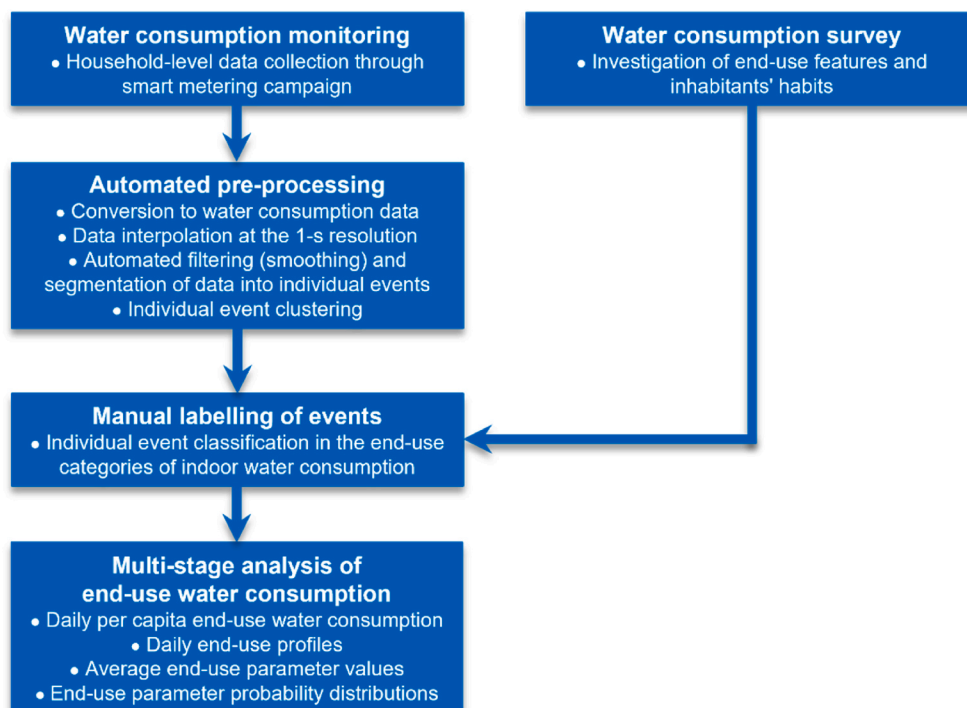 Water consumption monitoring
• Household-level data collection through
smart metering campaign
Water consumption survey
• Investigation of end-use features and
inhabitants' habits
Automated pre-processing
• Conversion to water consumption data
• Data interpolation at the 1-s resolution
• Automated filtering (smoothing) and
segmentation of data into individual events
• Individual event clustering
Manual labelling of events
• Individual event classification in the end-use
categories of indoor water consumption
Multi-stage analysis of
end-use water consumption
• Daily per capita end-use water consumption
• Daily end-use profiles
• Average end-use parameter values
• End-use parameter probability distributions